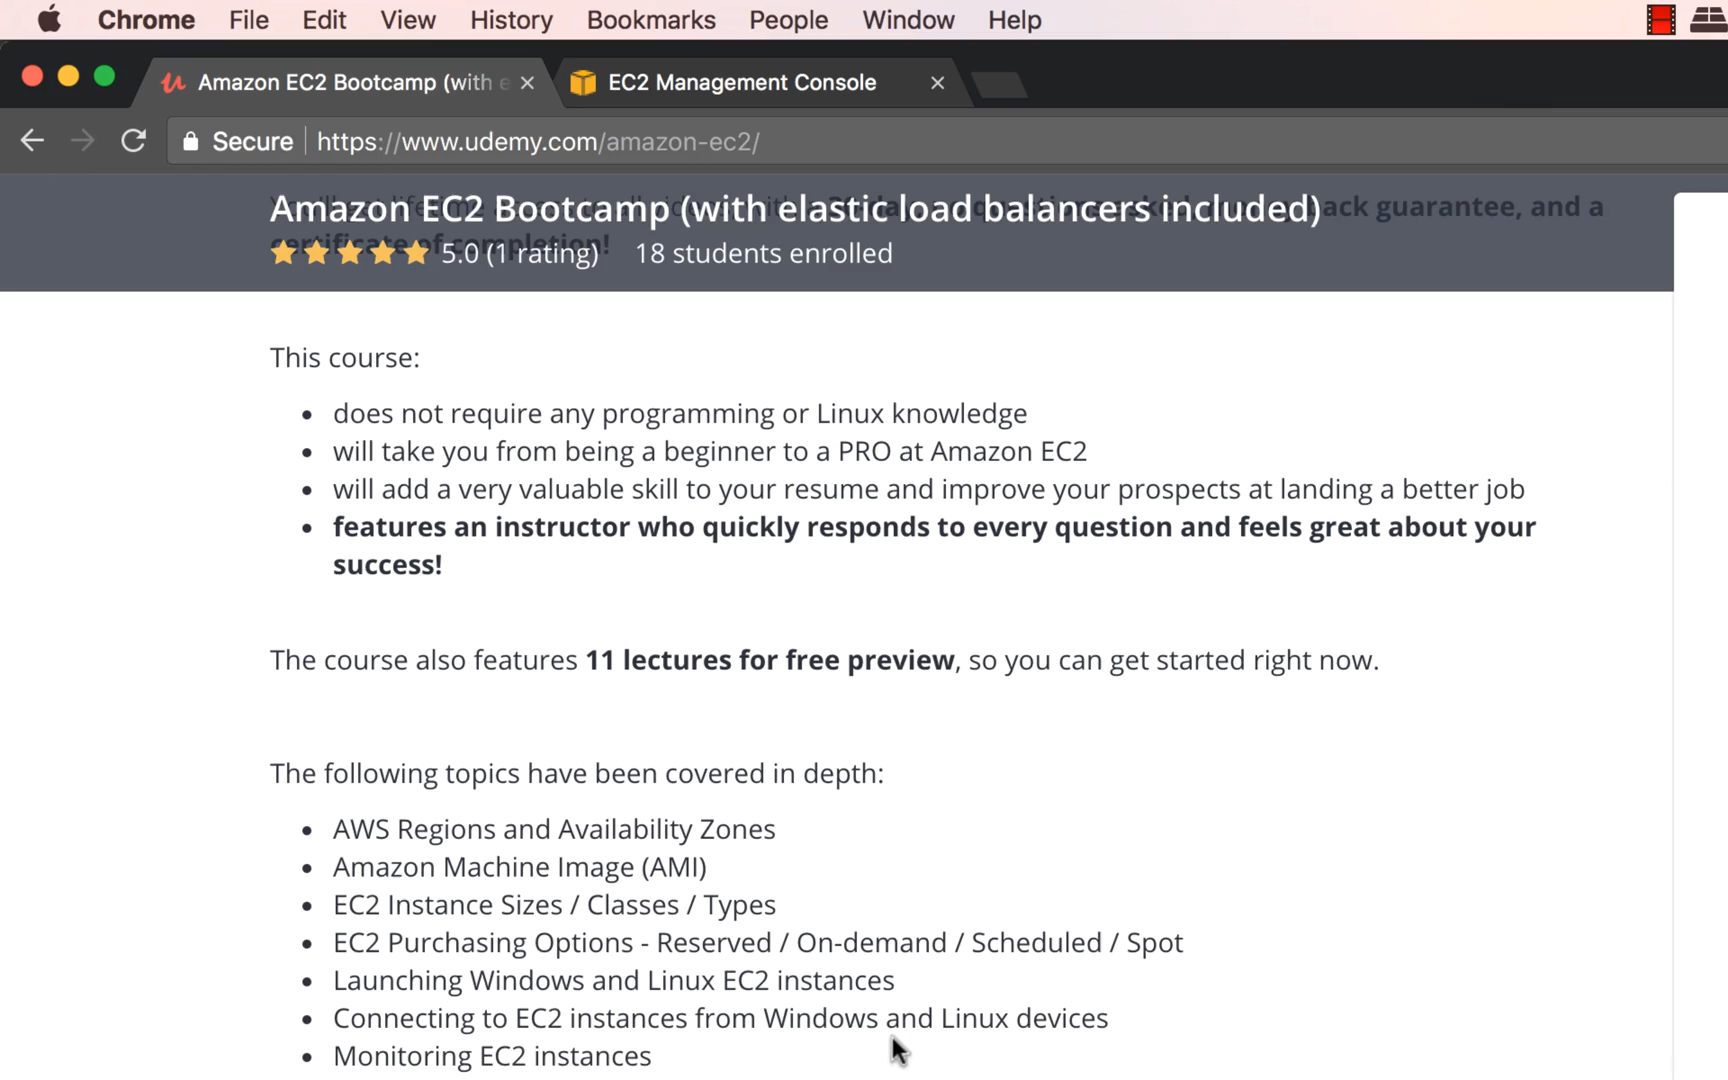 Chrome File Edit View History Bookmarks People Window Help
Amazon EC2 Bootcamp (with e
EC2 Management Console
Secure https://www.udemy.com/amazon-ec2/
Amazon EC2 Bootcamp (with elastic load balancers included)
back guarantee, and a
certificate of completion!
5.0 (1 rating) 18 students enrolled
This course:
• does not require any programming or Linux knowledge
• will take you from being a beginner to a PRO at Amazon EC2
• will add a very valuable skill to your resume and improve your prospects at landing a better job
• features an instructor who quickly responds to every question and feels great about your
success!
The course also features 11 lectures for free preview, so you can get started right now.
The following topics have been covered in depth:
• AWS Regions and Availability Zones
• Amazon Machine Image (AMI)
• EC2 Instance Sizes / Classes / Types
• EC2 Purchasing Options - Reserved / On-demand / Scheduled / Spot
• Launching Windows and Linux EC2 instances
• Connecting to EC2 instances from Windows and Linux devices
• Monitoring EC2 instances